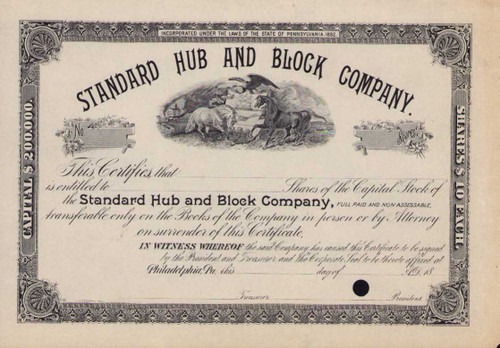 INCORPORATED UNDER THE LAWS OF THE STATE OF PENNSYLVANIA 1892
STANDARD HUB AND BLOCK COMPANY.
No.
Shares
CAPITAL $200,000.
SHARES $10 EACH.
This Certifies that
is entitled to Shares of the Capital Stock of
the Standard Hub and Block Company, FULL PAID AND NON-ASSESSABLE,
transferable only on the Books of the Company in person or by Attorney
on surrender of this Certificate.
IN WITNESS WHEREOF the said Company has caused this Certificate to be signed
by the President and Treasurer and the Corporate Seal to be hereto affixed at
Philadelphia, Pa. this day of A.D. 18
Treasurer President